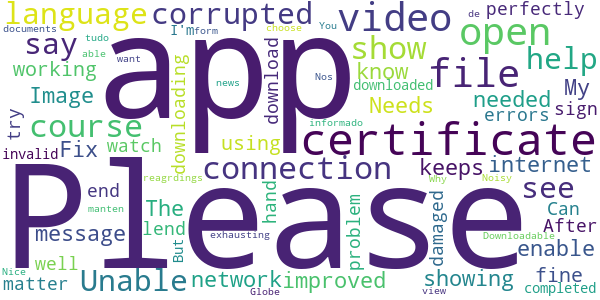 language corrupted video perfectly
documents tudo I'm form choose You de
say app show open
able want download
working know file help
downloading news downloaded
Image Nos Needs needed My
try course using informado errors sign
certificate
invalid Fix watch connection keeps internet
reagrdings Why Noisy see
end Please
manten The hand problem damaged Can After
message lend But exhausting Downloadable enable
well
Nice Unable network improved showing fine
matter Globe view completed